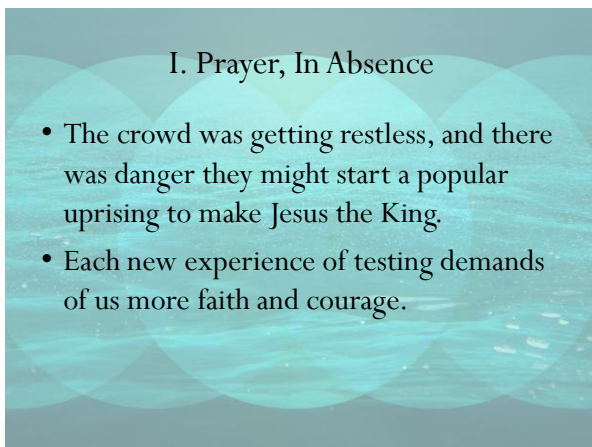 I. Prayer, In Absence
• The crowd was getting restless, and there
was danger they might start a popular
uprising to make Jesus the King.
• Each new experience of testing demands
of us more faith and courage.